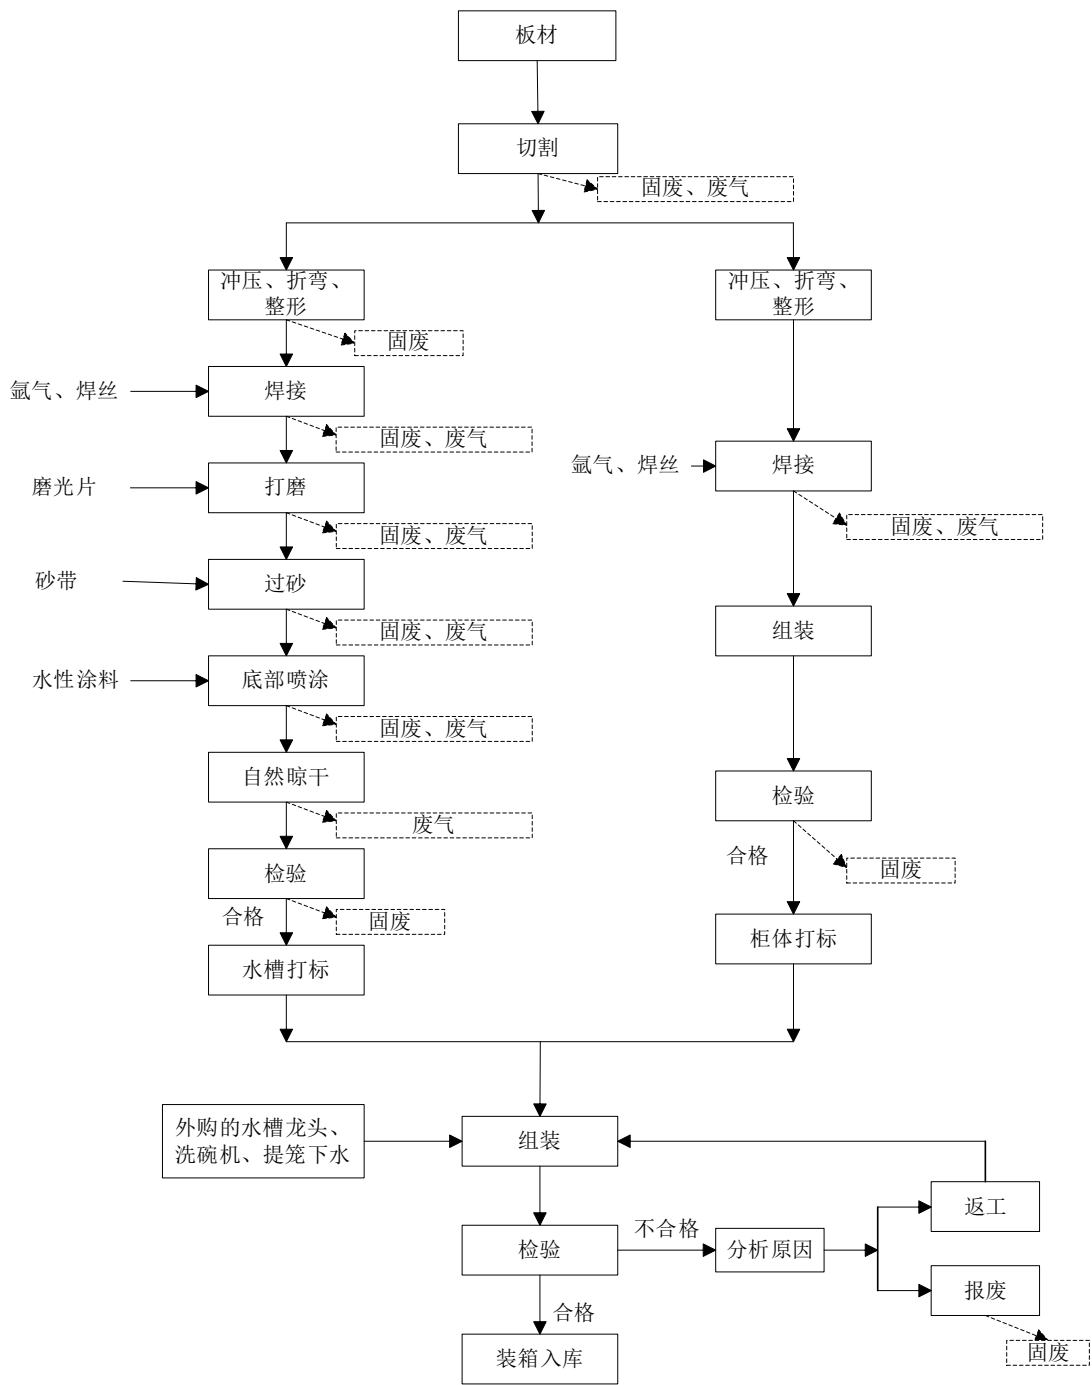 板材
切割
固废、废气
冲压、折弯、
整形
冲压、折弯、
整形
固废
氩气、焊丝
焊接
固废、废气
氩气、焊丝
焊接
磨光片
打磨
固废、废气
固废、废气
砂带
过砂
固废、废气
组装
水性涂料
底部喷涂
固废、废气
自然晾干
废气
检验
合格
固废
检验
合格
固废
水槽打标
柜体打标
外购的水槽龙头、
洗碗机、提笼下水
组装
返工
检验
不合格
分析原因
报废
合格
固废
装箱入库